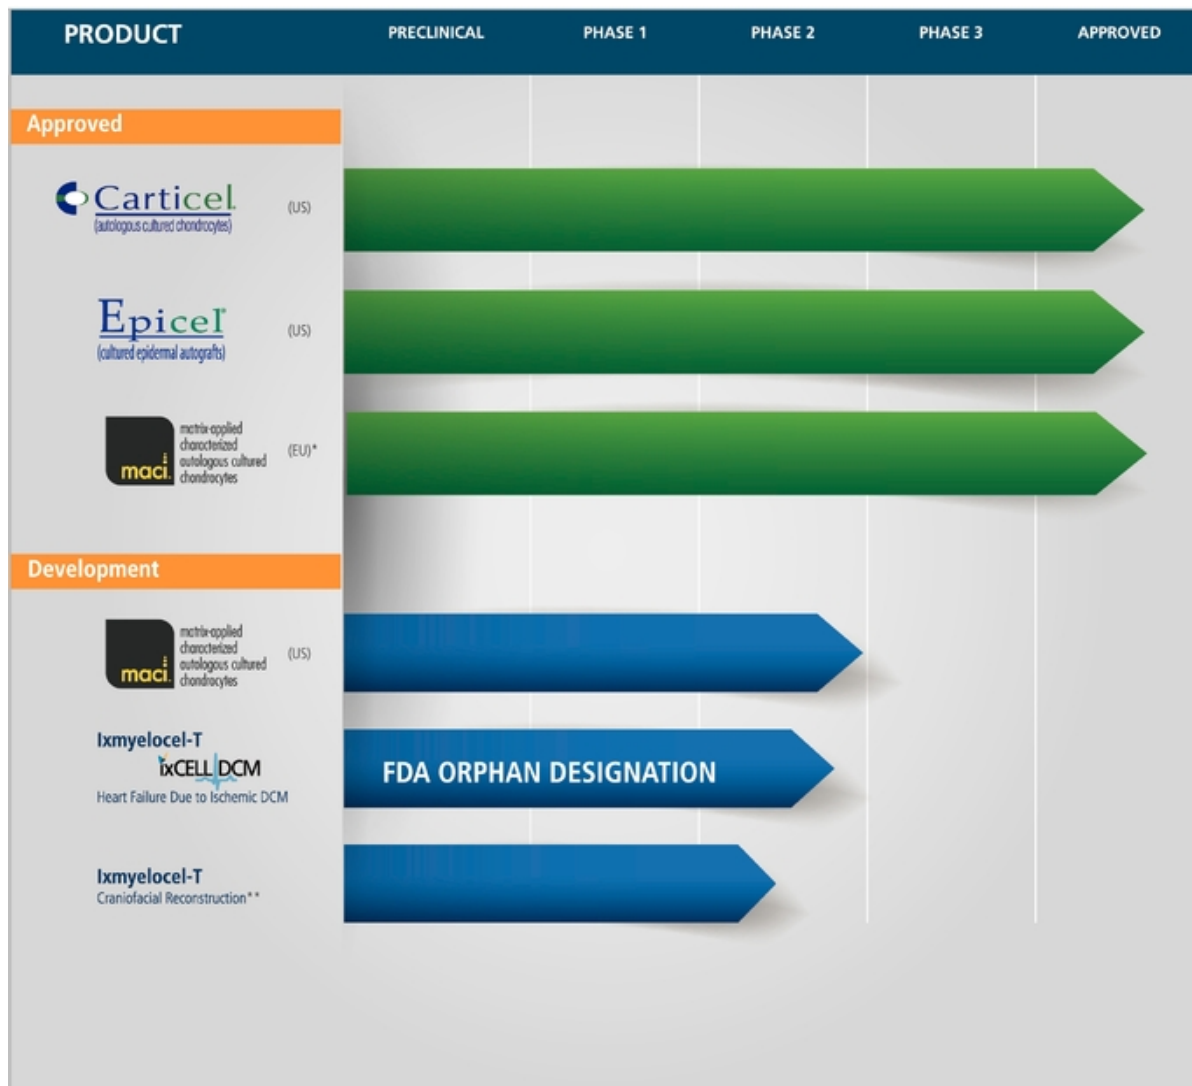 PRODUCT PRECLINICAL PHASE 1 PHASE 2 PHASE 3 APPROVED
Approved
Carticel.
(autologous cultured chondrocytes)
(US)
Epicel®
(cultured epidermal autografts)
(US)
maci.
matrix-applied
characterized
autologous cultured
chondrocytes
(EU)*
Development
maci.
matrix-applied
characterized
autologous cultured
chondrocytes
(US)
Ixmyelocel-T
ixCELL DCM
Heart Failure Due to Ischemic DCM
FDA ORPHAN DESIGNATION
Ixmyelocel-T
Craniofacial Reconstruction**